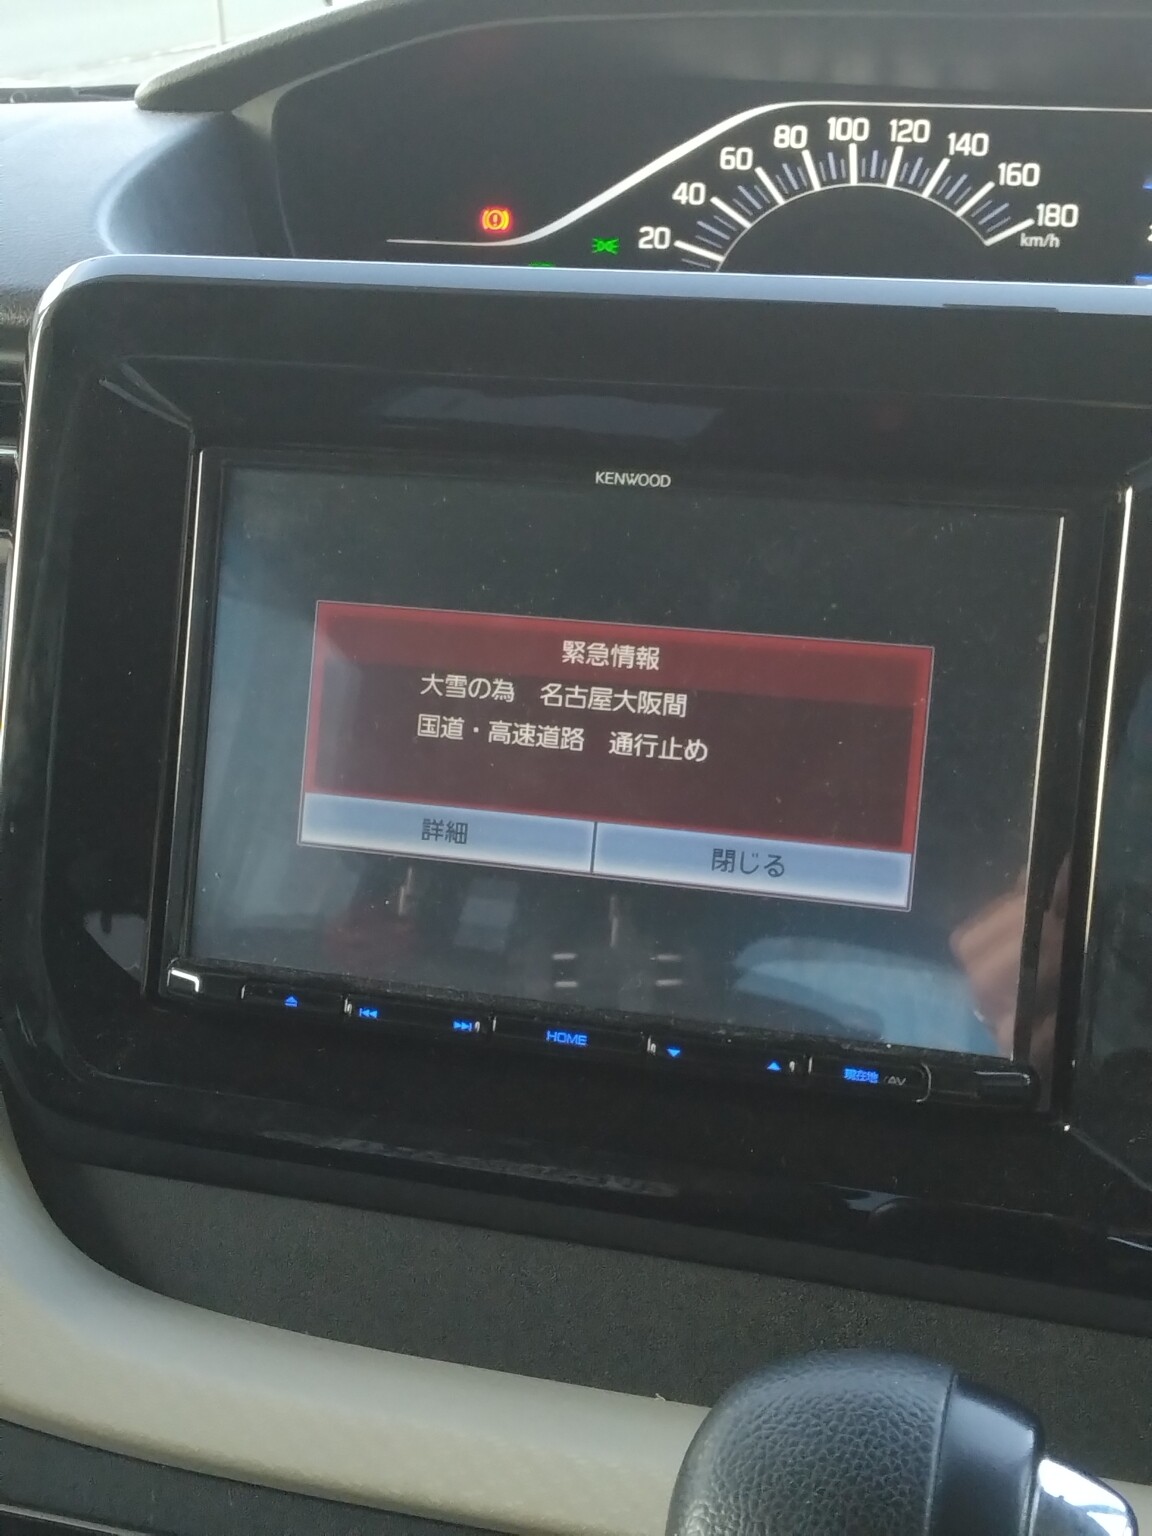 20 40 60 80 100 120 140 160 180
km/h
KENWOOD
緊急情報
大雪の為　名古屋大阪間
国道・高速道路　通行止め
詳細　閉じる
HOME
現在地/AV